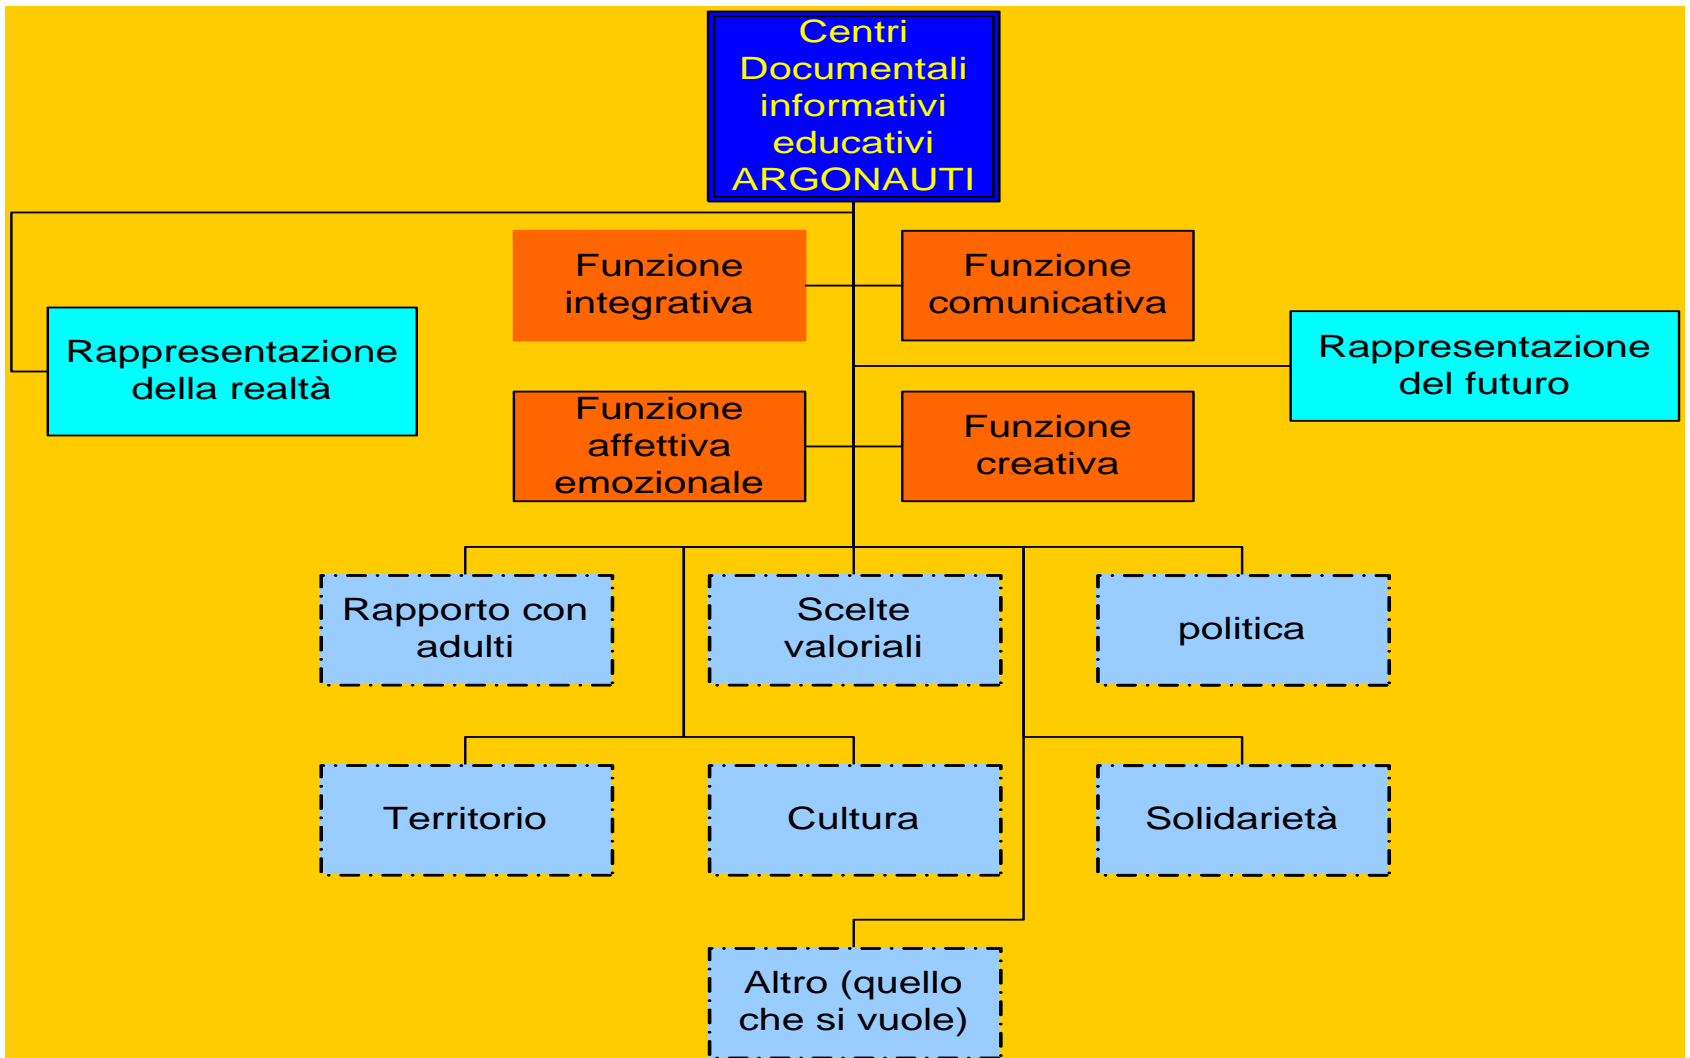 Centri
Documentali
informativi
educativi
ARGONAUTI
Funzione
integrativa
Funzione
comunicativa
Rappresentazione
della realtà
Rappresentazione
del futuro
Funzione
affettiva
emozionale
Funzione
creativa
Rapporto con
adulti
Scelte
valoriali
politica
Territorio
Cultura
Solidarietà
Altro (quello
che si vuole)